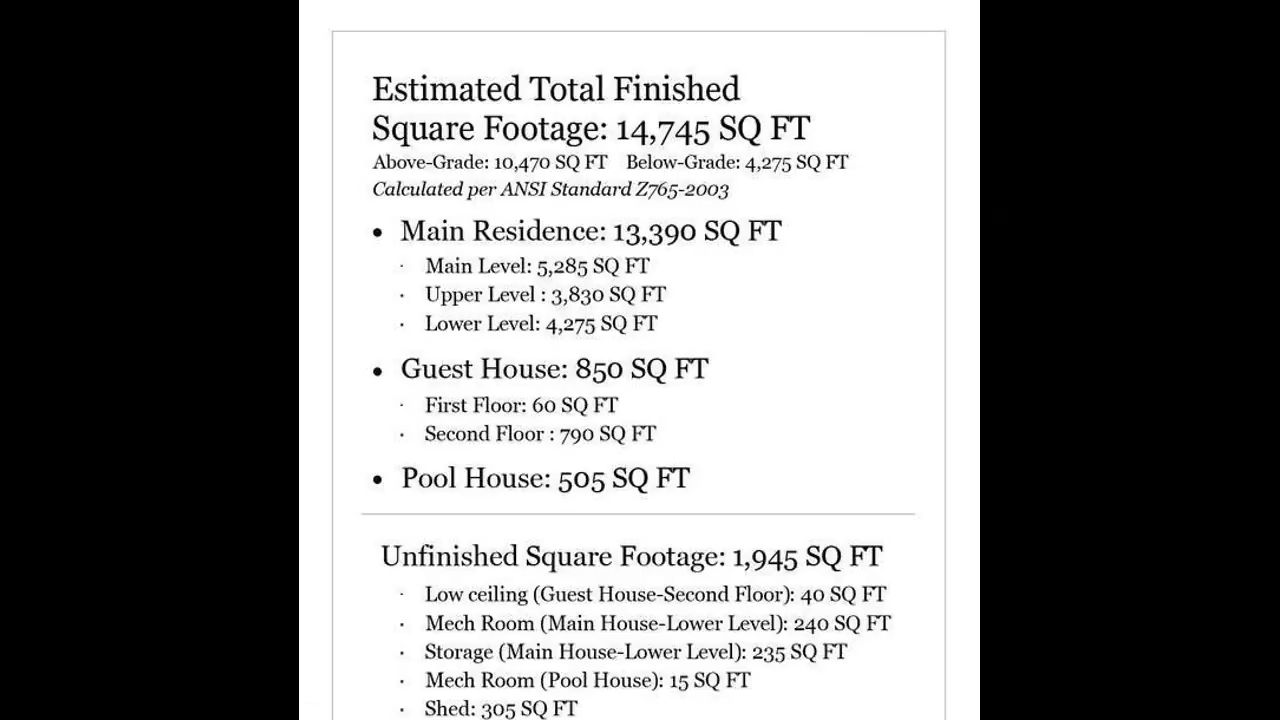 Estimated Total Finished
Square Footage: 14,745 SQ FT
Above-Grade: 10,470 SQ FT Below-Grade: 4,275 SQ FT
Calculated per ANSI Standard Z765-2003
• Main Residence: 13,390 SQ FT
· Main Level: 5,285 SQ FT
· Upper Level : 3,830 SQ FT
· Lower Level: 4,275 SQ FT
• Guest House: 850 SQ FT
· First Floor: 60 SQ FT
· Second Floor : 790 SQ FT
• Pool House: 505 SQ FT
Unfinished Square Footage: 1,945 SQ FT
· Low ceiling (Guest House-Second Floor): 40 SQ FT
· Mech Room (Main House-Lower Level): 240 SQ FT
· Storage (Main House-Lower Level): 235 SQ FT
· Mech Room (Pool House): 15 SQ FT
· Shed: 305 SQ FT